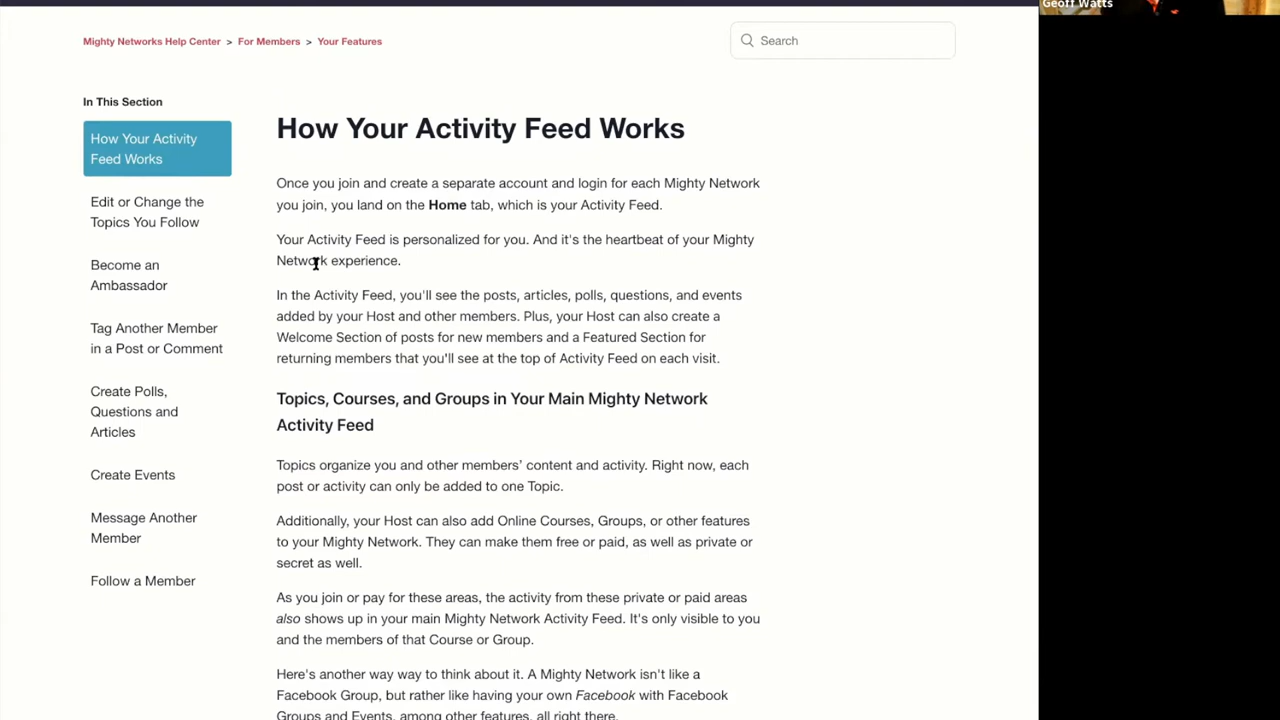 Geoff Watts
Mighty Networks Help Center > For Members > Your Features
Search
In This Section
How Your Activity
Feed Works
Edit or Change the
Topics You Follow
Become an
Ambassador
Tag Another Member
in a Post or Comment
Create Polls,
Questions and
Articles
Create Events
Message Another
Member
Follow a Member
How Your Activity Feed Works
Once you join and create a separate account and login for each Mighty Network
you join, you land on the Home tab, which is your Activity Feed.
Your Activity Feed is personalized for you. And it's the heartbeat of your Mighty
Network experience.
In the Activity Feed, you'll see the posts, articles, polls, questions, and events
added by your Host and other members. Plus, your Host can also create a
Welcome Section of posts for new members and a Featured Section for
returning members that you'll see at the top of Activity Feed on each visit.
Topics, Courses, and Groups in Your Main Mighty Network
Activity Feed
Topics organize you and other members’ content and activity. Right now, each
post or activity can only be added to one Topic.
Additionally, your Host can also add Online Courses, Groups, or other features
to your Mighty Network. They can make them free or paid, as well as private or
secret as well.
As you join or pay for these areas, the activity from these private or paid areas
also shows up in your main Mighty Network Activity Feed. It's only visible to you
and the members of that Course or Group.
Here's another way way to think about it. A Mighty Network isn't like a
Facebook Group, but rather like having your own Facebook with Facebook
Groups and Events, among other features, all right there.